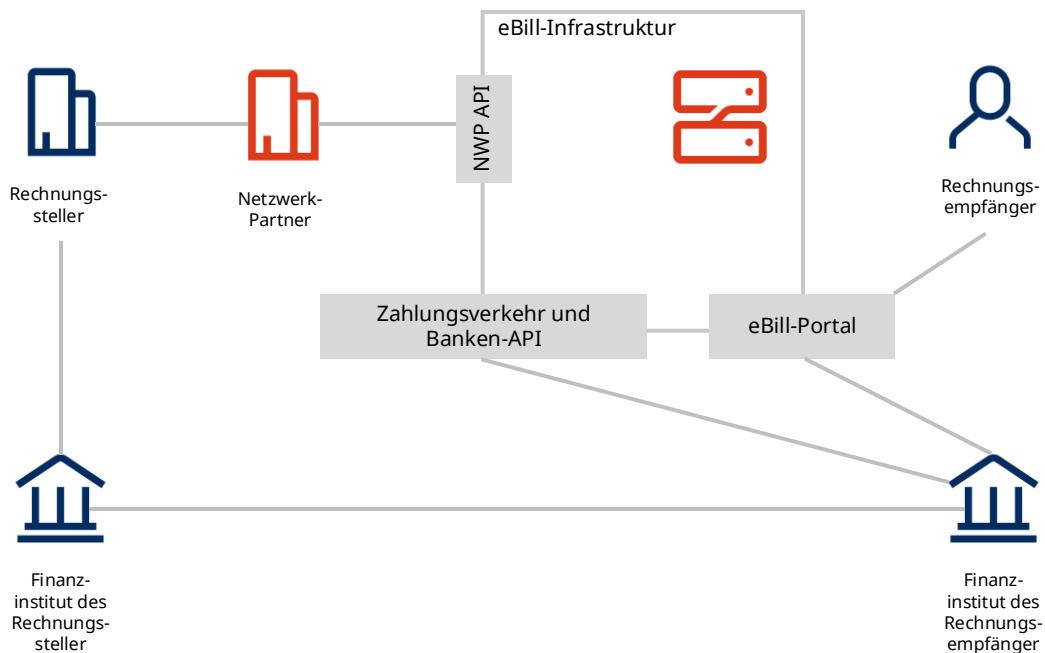 eBill-Infrastruktur
NWP API
Rechnungs-
steller
Netzwerk-
Partner
Rechnungs-
empfänger
Zahlungsverkehr und
Banken-API
eBill-Portal
Finanz-
institut des
Rechnungs-
steller
Finanz-
institut des
Rechnungs-
empfänger